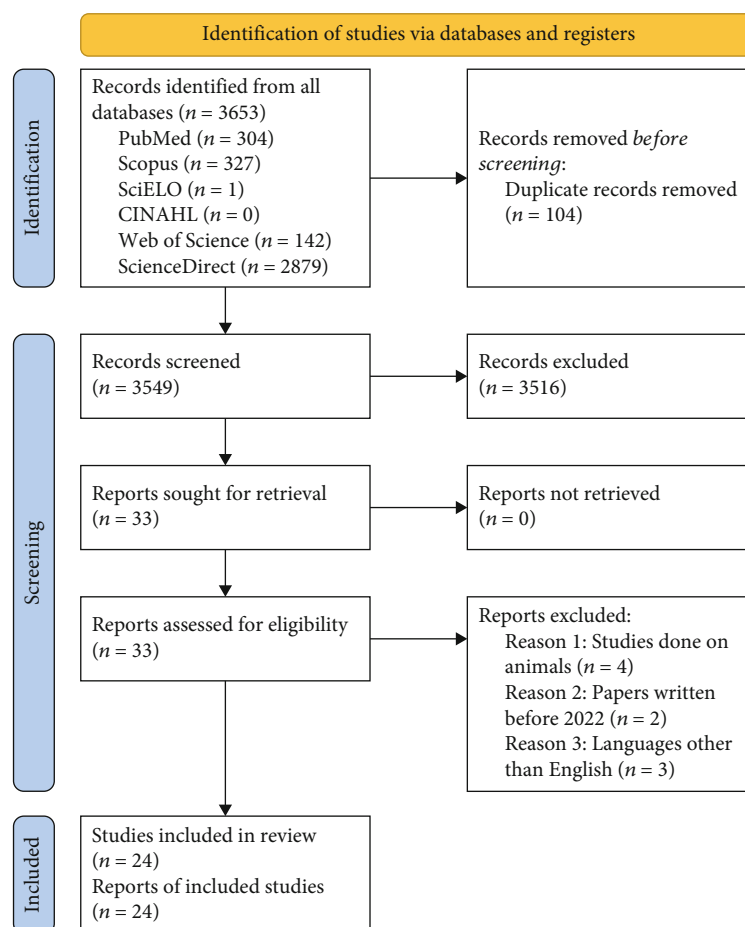 Identification of studies via databases and registers
Identification
Records identified from all
databases (n = 3653)
PubMed (n = 304)
Scopus (n = 327)
SciELO (n = 1)
CINAHL (n = 0)
Web of Science (n = 142)
ScienceDirect (n = 2879)
Records removed before
screening:
Duplicate records removed
(n = 104)
Screening
Records screened
(n = 3549)
Records excluded
(n = 3516)
Reports sought for retrieval
(n = 33)
Reports not retrieved
(n = 0)
Reports assessed for eligibility
(n = 33)
Reports excluded:
Reason 1: Studies done on
animals (n = 4)
Reason 2: Papers written
before 2022 (n = 2)
Reason 3: Languages other
than English (n = 3)
Included
Studies included in review
(n = 24)
Reports of included studies
(n = 24)